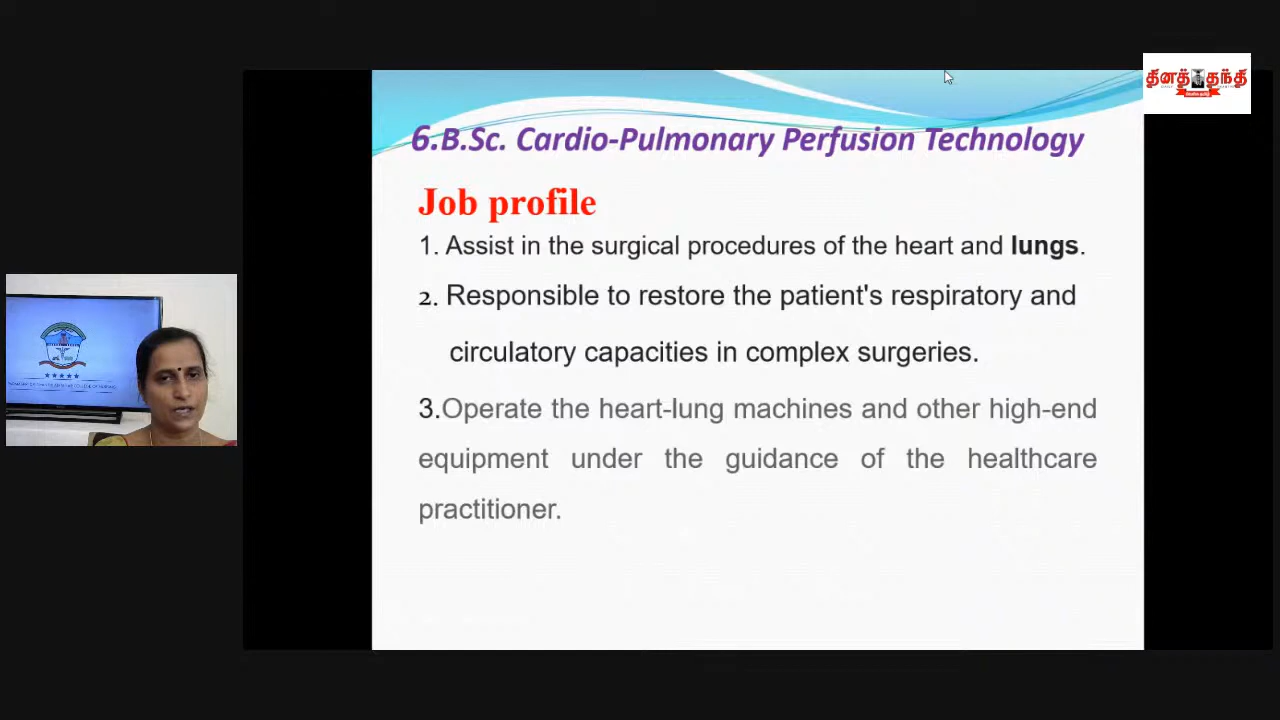 தினத்தந்தி
6.B.Sc. Cardio-Pulmonary Perfusion Technology
Job profile
1. Assist in the surgical procedures of the heart and lungs.
2. Responsible to restore the patient's respiratory and
circulatory capacities in complex surgeries.
3.Operate the heart-lung machines and other high-end
equipment under the guidance of the healthcare
practitioner.